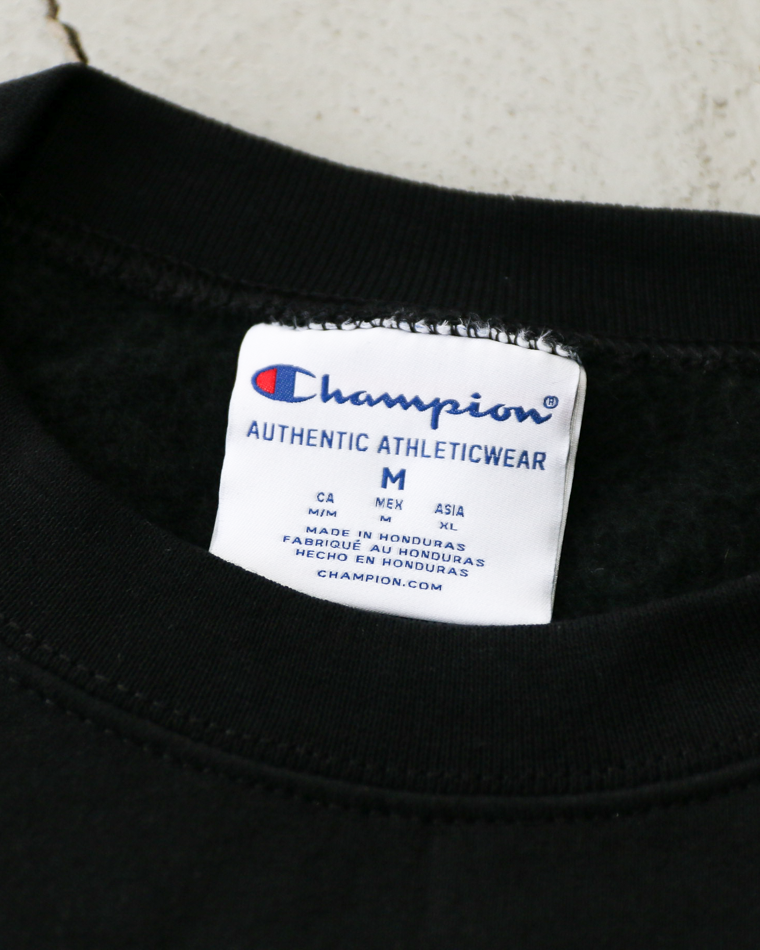 Champion®
AUTHENTIC ATHLETICWEAR
M
CA MEX ASIA
M/M M XL
MADE IN HONDURAS
FABRIQUÉ AU HONDURAS
HECHO EN HONDURAS
CHAMPION.COM